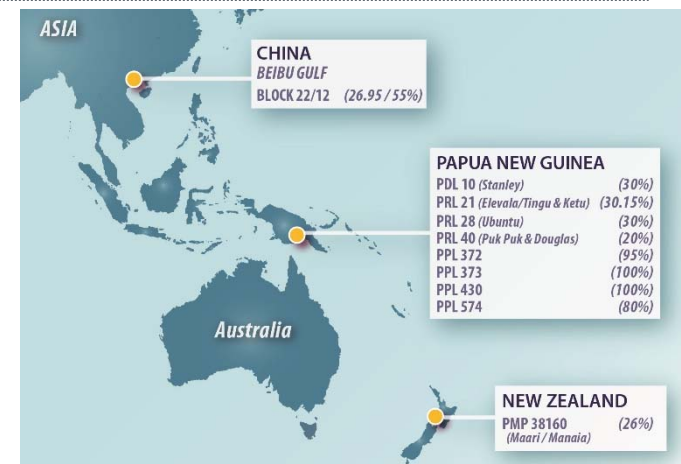 ASIA
CHINA
BEIBU GULF
BLOCK 22/12 (26.95 / 55%)
PAPUA NEW GUINEA
PDL 10 (Stanley) (30%)
PRL 21 (Elevala/Tingu & Ketu) (30.15%)
PRL 28 (Ubuntu) (30%)
PRL 40 (Puk Puk & Douglas) (20%)
PPL 372 (95%)
PPL 373 (100%)
PPL 430 (100%)
PPL 574 (80%)
Australia
NEW ZEALAND
PMP 38160 (26%)
(Maari / Manaia)